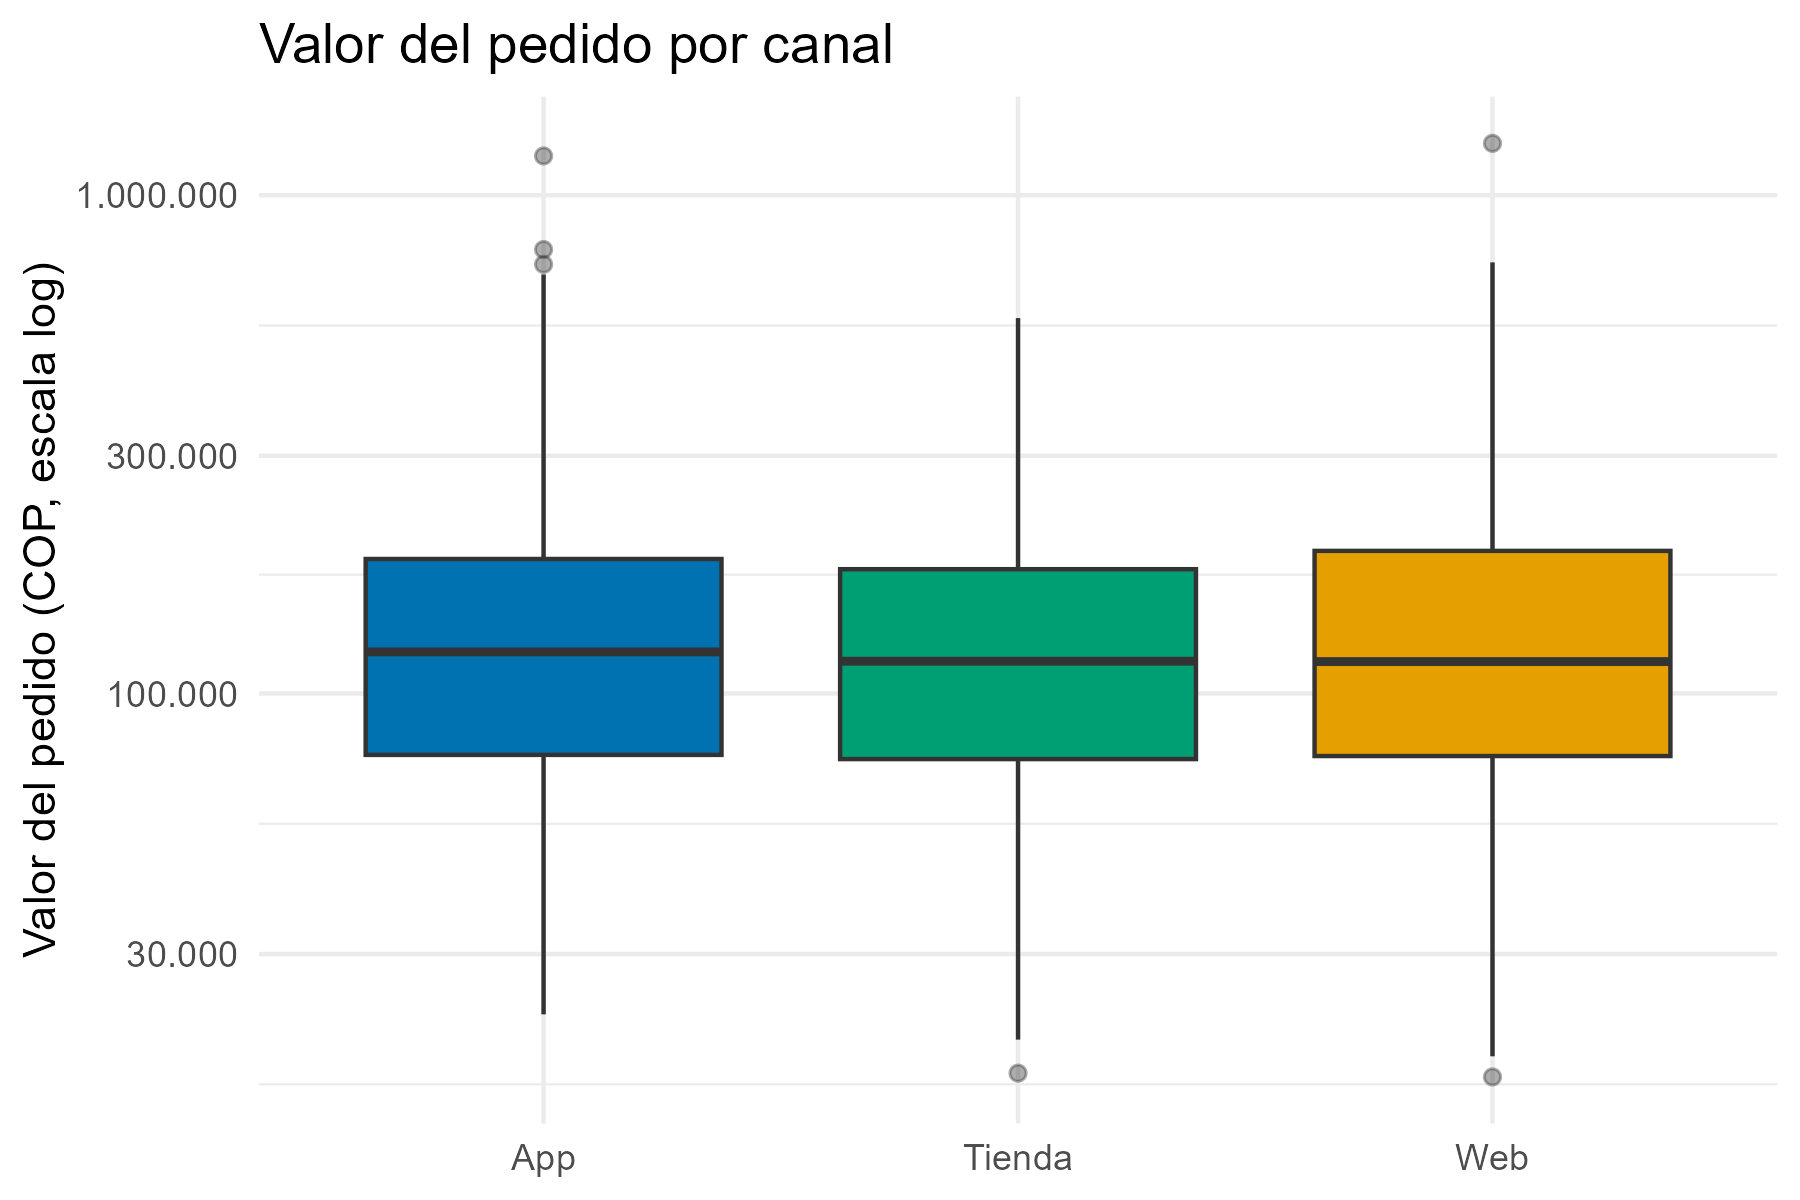 Valor del pedido por canal
Valor del pedido (COP, escala log)
1.000.000
300.000
100.000
30.000
App
Tienda
Web